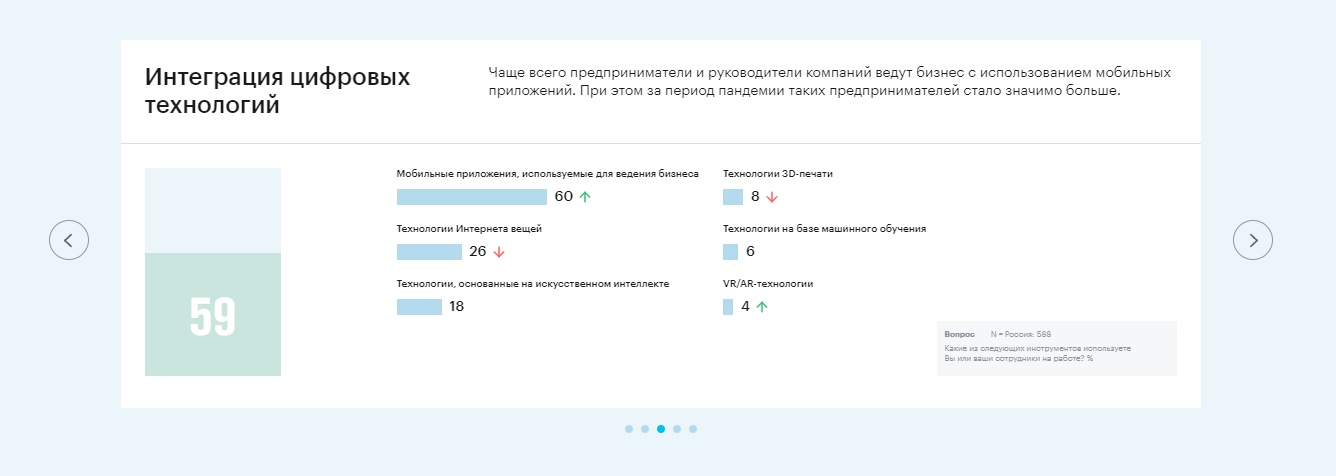 Интеграция цифровых
технологий
Чаще всего предприниматели и руководители компаний ведут бизнес с использованием мобильных
приложений. При этом за период пандемии таких предпринимателей стало значимо больше.
59
Мобильные приложения, используемые для ведения бизнеса
60
Технологии Интернета вещей
26
Технологии, основанные на искусственном интеллекте
18
Технологии 3D-печати
8
Технологии на базе машинного обучения
6
VR/AR-технологии
4
Вопрос N = Россия: 588
Какие из следующих инструментов используете
Вы или ваши сотрудники на работе? %